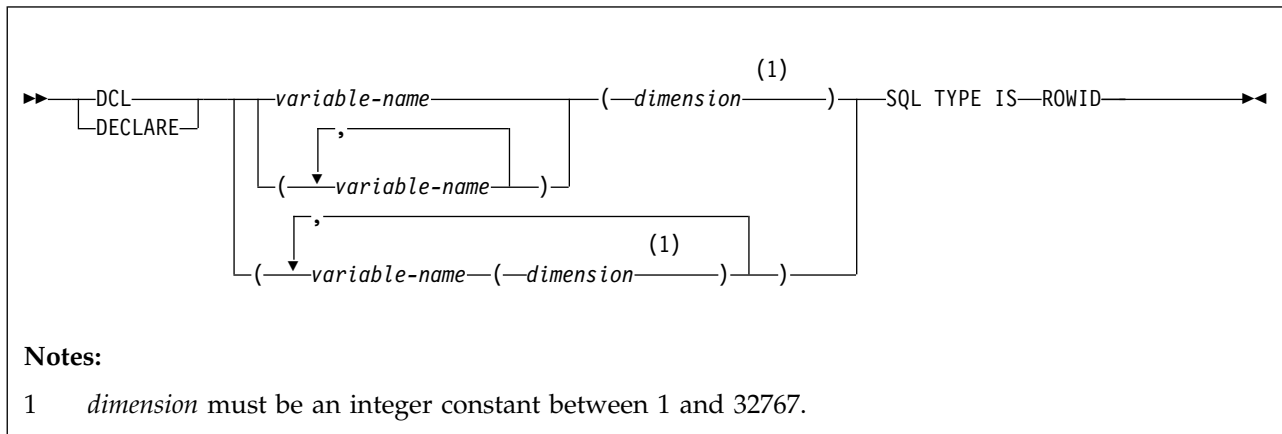 (1)
DCL variable-name ( dimension ) SQL TYPE IS ROWID
DECLARE
,
( variable-name )
,
(1)
( variable-name ( dimension ) )
Notes:
1 dimension must be an integer constant between 1 and 32767.